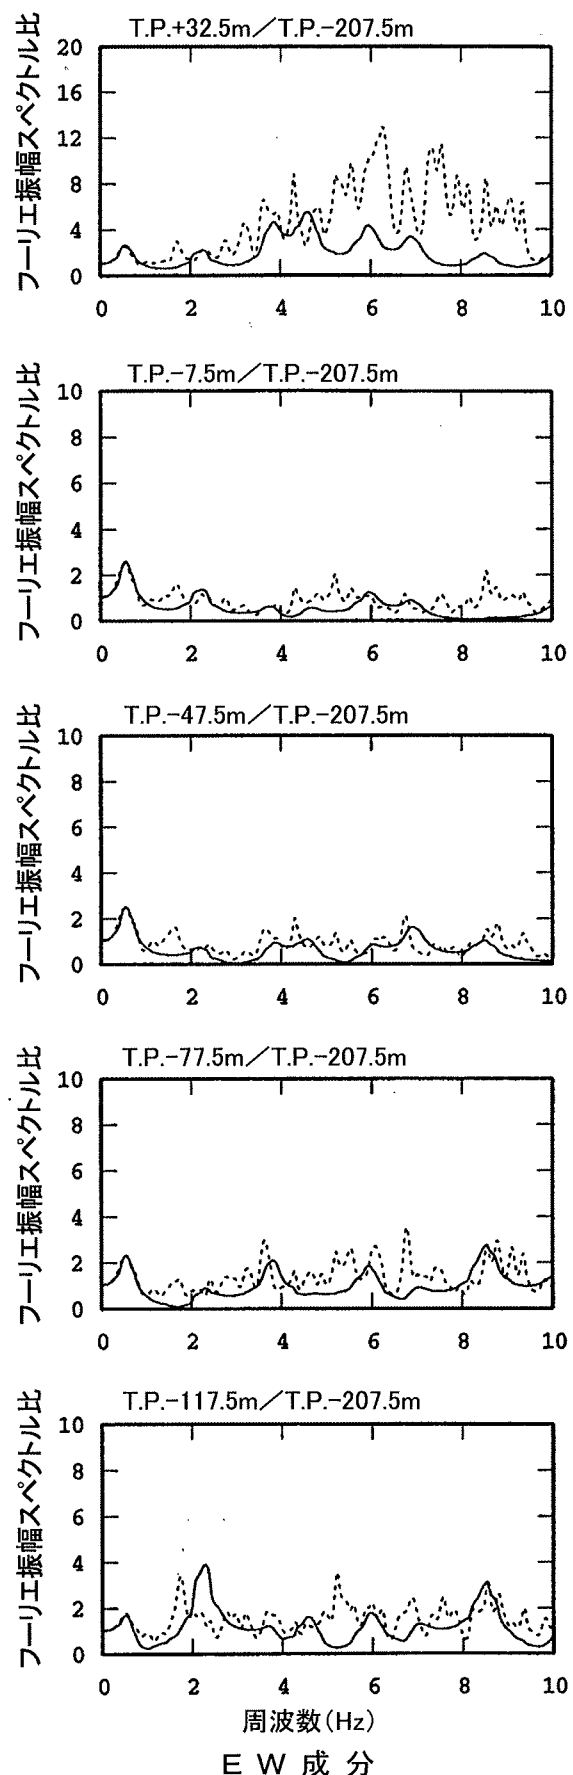 T.P.+32.5m／T.P.-207.5m
フーリエ振幅スペクトル比
20
16
12
8
4
0
0 2 4 6 8 10
T.P.-7.5m／T.P.-207.5m
フーリエ振幅スペクトル比
10
8
6
4
2
0
0 2 4 6 8 10
T.P.-47.5m／T.P.-207.5m
フーリエ振幅スペクトル比
10
8
6
4
2
0
0 2 4 6 8 10
T.P.-77.5m／T.P.-207.5m
フーリエ振幅スペクトル比
10
8
6
4
2
0
0 2 4 6 8 10
T.P.-117.5m／T.P.-207.5m
フーリエ振幅スペクトル比
10
8
6
4
2
0
0 2 4 6 8 10
周波数(Hz)
ＥＷ成分